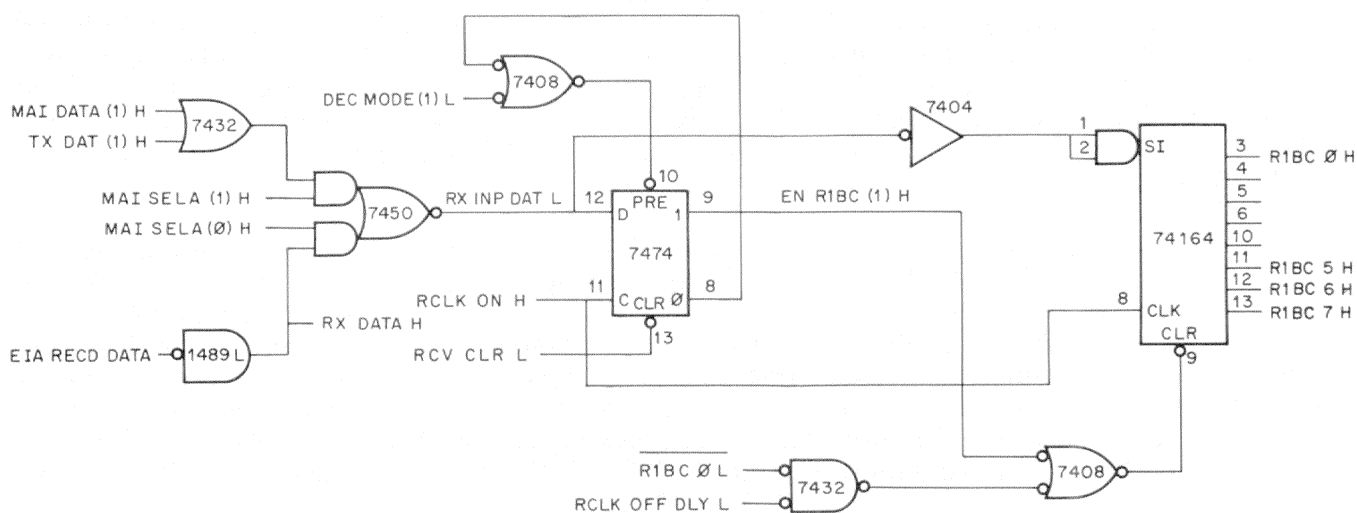 7408
DEC MODE (1) L
MAI DATA (1) H
TX DAT (1) H
7432
7404
MAI SELA (1) H
MAI SELA (Ø) H
7450
RX INP DAT L
12
10
9
D
PRE
1
7474
EN R1BC (1) H
1
2
SI
3
R1BC Ø H
4
5
6
10
74164
11
R1BC 5 H
12
R1BC 6 H
13
R1BC 7 H
RCLK ON H
11
C
CLR
Ø
8
8
CLK
CLR
9
RX DATA H
13
RCV CLR L
EIA RECD DATA
1489L
R1BC Ø L
RCLK OFF DLY L
7432
7408